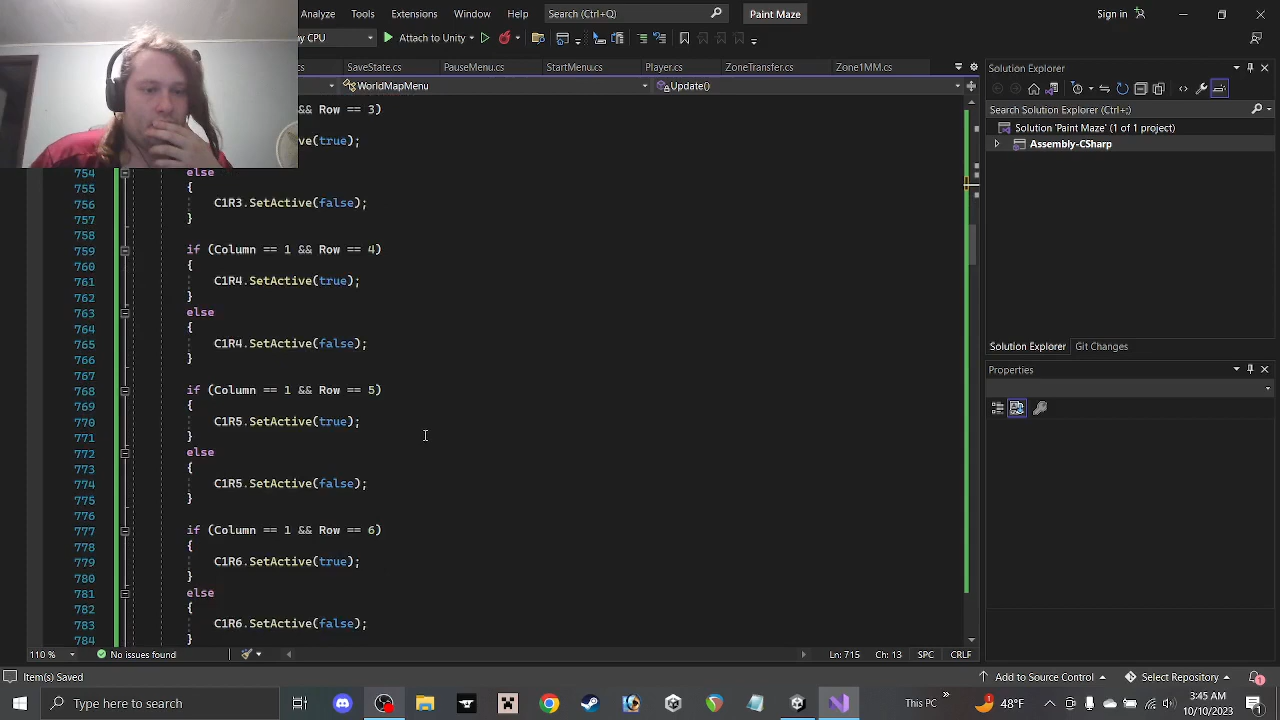 Analyze Tools Extensions Window Help Search (Ctrl+Q) Paint Maze Sign in
CPU Attach to Unity
.cs SaveState.cs PauseMenu.cs StartMenu.cs Player.cs ZoneTransfer.cs Zone1MM.cs
WorldMapMenu Update()
&& Row == 3)
(true);
754 else
755 {
756 C1R3.SetActive(false);
757 }
758
759 if (Column == 1 && Row == 4)
760 {
761 C1R4.SetActive(true);
762 }
763 else
764 {
765 C1R4.SetActive(false);
766 }
767
768 if (Column == 1 && Row == 5)
769 {
770 C1R5.SetActive(true);
771 }
772 else
773 {
774 C1R5.SetActive(false);
775 }
776
777 if (Column == 1 && Row == 6)
778 {
779 C1R6.SetActive(true);
780 }
781 else
782 {
783 C1R6.SetActive(false);
784 }
110 % No issues found Ln: 715 Ch: 13 SPC CRLF
Solution Explorer
Search Solution Explorer (Ctrl+;)
Solution 'Paint Maze' (1 of 1 project)
Assembly-CSharp
Solution Explorer Git Changes
Properties
Item(s) Saved Add to Source Control Select Repository 1
Type here to search This PC » 1 48°F 3:45 AM
10/10/2023 1